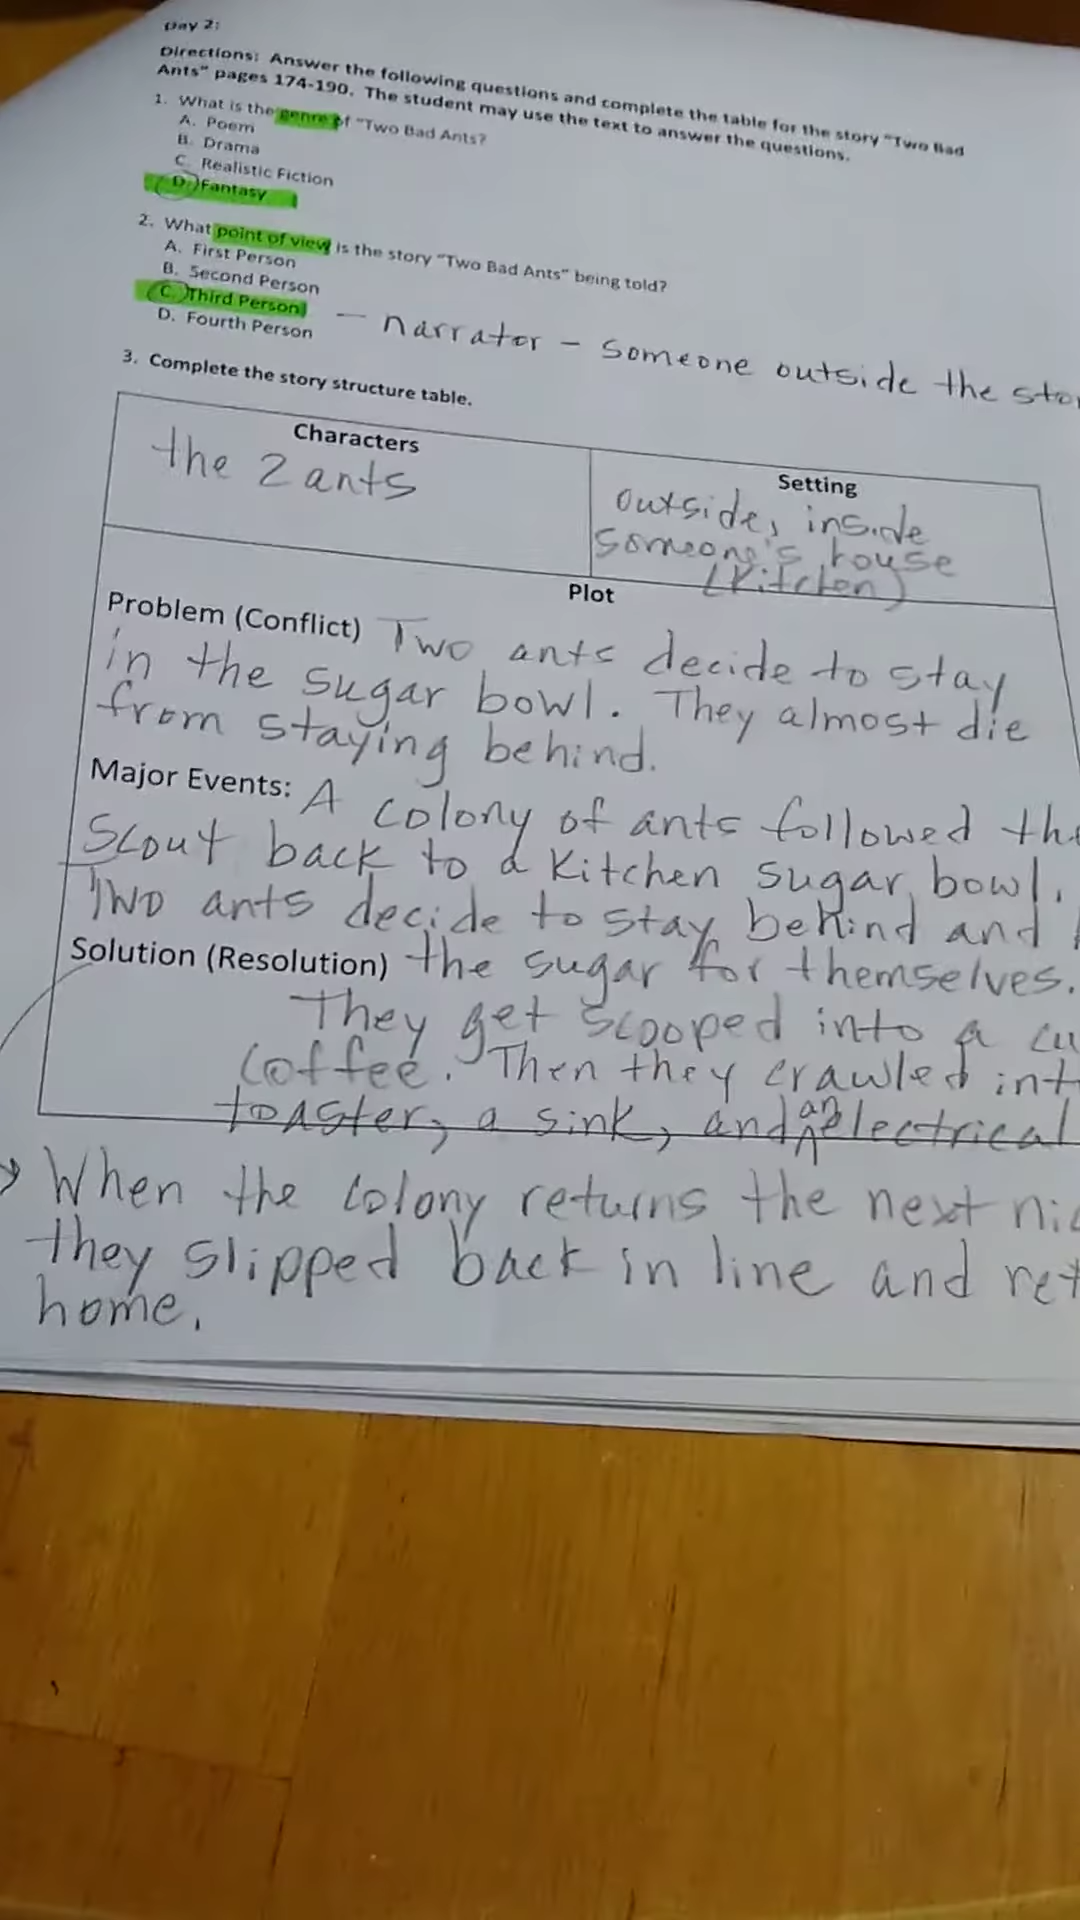 Day 2:
Directions: Answer the following questions and complete the table for the story "Two Bad
Ants" pages 174-190. The student may use the text to answer the questions.
1. What is the genre of "Two Bad Ants?
A. Poem
B. Drama
C. Realistic Fiction
D. Fantasy
2. What point of view is the story "Two Bad Ants" being told?
A. First Person
B. Second Person
C. Third Person
D. Fourth Person
— narrator - someone outside the
3. Complete the story structure table.
Characters
the 2 ants
Setting
outside, inside
someone's house
(kitchen)
Plot
Problem (Conflict) Two ants decide to stay
in the sugar bowl. They almost die
from staying behind.
Major Events: A colony of ants followed
scout back to a kitchen sugar bowl.
Two ants decide to stay behind and
Solution (Resolution) the sugar for themselves.
They get scooped into a
coffee. Then they crawled
toaster, a sink, and an electrical
When the colony returns the next
they slipped back in line and
home.